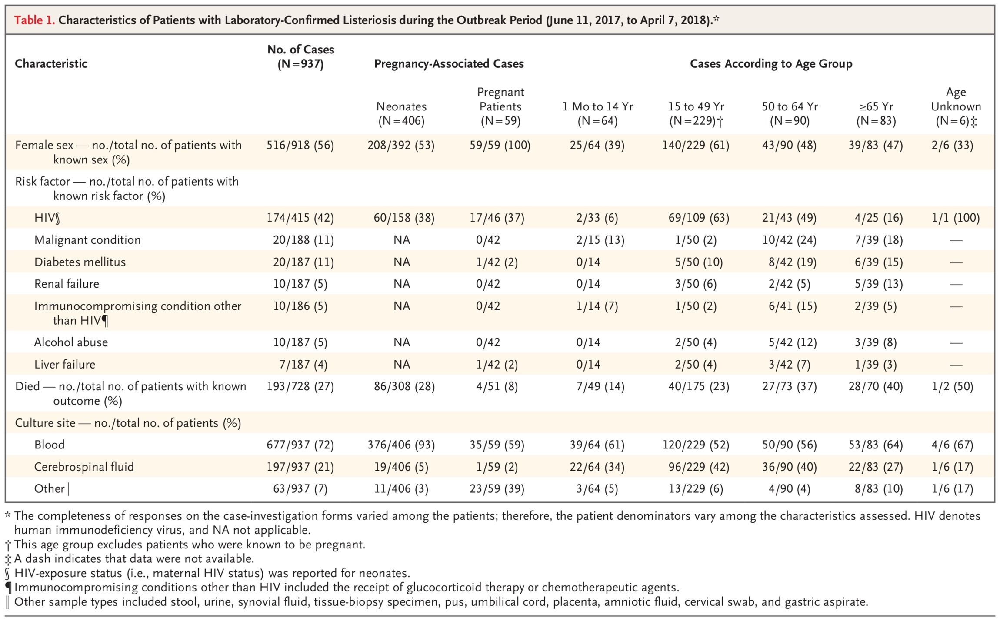 Table 1. Characteristics of Patients with Laboratory-Confirmed Listeriosis during the Outbreak Period (June 11, 2017, to April 7, 2018).*
Characteristic No. of Cases (N=937) Pregnancy-Associated Cases Cases According to Age Group
Neonates (N=406) Pregnant Patients (N=59) 1 Mo to 14 Yr (N=64) 15 to 49 Yr (N=229)† 50 to 64 Yr (N=90) ≥65 Yr (N=83) Age Unknown (N=6)‡
Female sex — no./total no. of patients with known sex (%) 516/918 (56) 208/392 (53) 59/59 (100) 25/64 (39) 140/229 (61) 43/90 (48) 39/83 (47) 2/6 (33)
Risk factor — no./total no. of patients with known risk factor (%)
HIV§ 174/415 (42) 60/158 (38) 17/46 (37) 2/33 (6) 69/109 (63) 21/43 (49) 4/25 (16) 1/1 (100)
Malignant condition 20/188 (11) NA 0/42 2/15 (13) 1/50 (2) 10/42 (24) 7/39 (18) —
Diabetes mellitus 20/187 (11) NA 1/42 (2) 0/14 5/50 (10) 8/42 (19) 6/39 (15) —
Renal failure 10/187 (5) NA 0/42 0/14 3/50 (6) 2/42 (5) 5/39 (13) —
Immunocompromising condition other than HIV¶ 10/186 (5) NA 0/42 1/14 (7) 1/50 (2) 6/41 (15) 2/39 (5) —
Alcohol abuse 10/187 (5) NA 0/42 0/14 2/50 (4) 5/42 (12) 3/39 (8) —
Liver failure 7/187 (4) NA 1/42 (2) 0/14 2/50 (4) 3/42 (7) 1/39 (3) —
Died — no./total no. of patients with known outcome (%) 193/728 (27) 86/308 (28) 4/51 (8) 7/49 (14) 40/175 (23) 27/73 (37) 28/70 (40) 1/2 (50)
Culture site — no./total no. of patients (%)
Blood 677/937 (72) 376/406 (93) 35/59 (59) 39/64 (61) 120/229 (52) 50/90 (56) 53/83 (64) 4/6 (67)
Cerebrospinal fluid 197/937 (21) 19/406 (5) 1/59 (2) 22/64 (34) 96/229 (42) 36/90 (40) 22/83 (27) 1/6 (17)
Other‖ 63/937 (7) 11/406 (3) 23/59 (39) 3/64 (5) 13/229 (6) 4/90 (4) 8/83 (10) 1/6 (17)
* The completeness of responses on the case-investigation forms varied among the patients; therefore, the patient denominators vary among the characteristics assessed. HIV denotes
human immunodeficiency virus, and NA not applicable.
† This age group excludes patients who were known to be pregnant.
‡ A dash indicates that data were not available.
§ HIV-exposure status (i.e., maternal HIV status) was reported for neonates.
¶ Immunocompromising conditions other than HIV included the receipt of glucocorticoid therapy or chemotherapeutic agents.
‖ Other sample types included stool, urine, synovial fluid, tissue-biopsy specimen, pus, umbilical cord, placenta, amniotic fluid, cervical swab, and gastric aspirate.